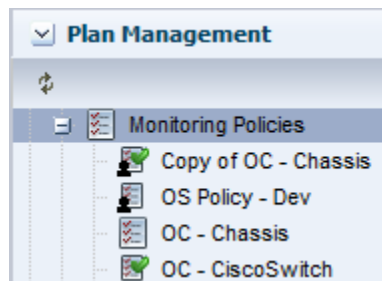 Plan Management
Monitoring Policies
Copy of OC - Chassis
OS Policy - Dev
OC - Chassis
OC - CiscoSwitch